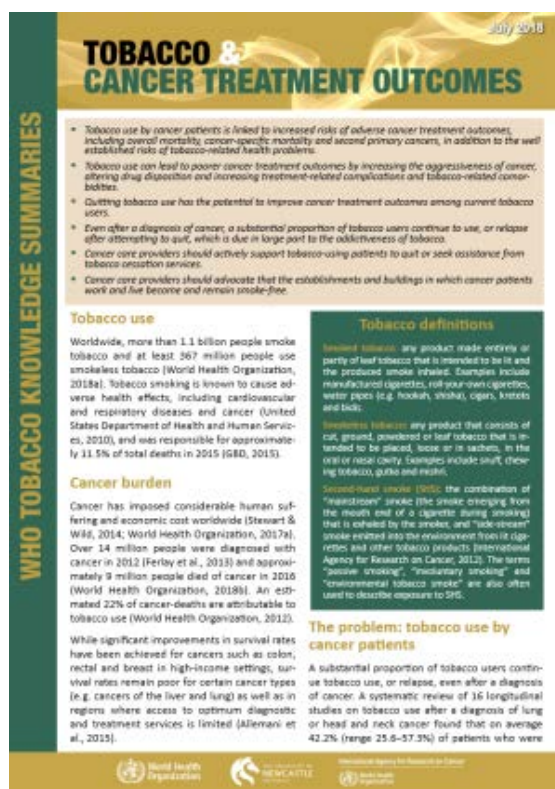 July 2018
TOBACCO &
CANCER TREATMENT OUTCOMES
WHO TOBACCO KNOWLEDGE SUMMARIES
• Tobacco use by cancer patients is linked to increased risks of adverse cancer treatment outcomes,
including overall mortality, cancer-specific mortality and second primary cancers, in addition to the well
established risks of tobacco-related health problems.
• Tobacco use can lead to poorer cancer treatment outcomes by increasing the aggressiveness of cancer,
altering drug disposition and increasing treatment-related complications and tobacco-related comor-
bidities.
• Quitting tobacco use has the potential to improve cancer treatment outcomes among current tobacco
users.
• Even after a diagnosis of cancer, a substantial proportion of tobacco users continue to use, or relapse
after attempting to quit, which is due in large part to the addictiveness of tobacco.
• Cancer care providers should actively support tobacco-using patients to quit or seek assistance from
tobacco cessation services.
• Cancer care providers should advocate that the establishments and buildings in which cancer patients
work and live become and remain smoke-free.
Tobacco use
Worldwide, more than 1.1 billion people smoke
tobacco and at least 367 million people use
smokeless tobacco (World Health Organization,
2018a). Tobacco smoking is known to cause ad-
verse health effects, including cardiovascular
and respiratory diseases and cancer (United
States Department of Health and Human Servic-
es, 2010), and was responsible for approximate-
ly 11.5% of total deaths in 2015 (GBD, 2015).
Cancer burden
Cancer has imposed considerable human suf-
fering and economic cost worldwide (Stewart &
Wild, 2014; World Health Organization, 2017a).
Over 14 million people were diagnosed with
cancer in 2012 (Ferlay et al., 2013) and approxi-
mately 9 million people died of cancer in 2016
(World Health Organization, 2018b). An esti-
mated 22% of cancer-deaths are attributable to
tobacco use (World Health Organization, 2012).
While significant improvements in survival rates
have been achieved for cancers such as colon,
rectal and breast in high-income settings, sur-
vival rates remain poor for certain cancer types
(e.g. cancers of the liver and lung) as well as in
regions where access to optimum diagnostic
and treatment services is limited (Allemani et
al., 2015).
Tobacco definitions
Smoked tobacco: any product made entirely or
partly of leaf tobacco that is intended to be lit and
the produced smoke inhaled. Examples include
manufactured cigarettes, roll-your-own cigarettes,
water pipes (e.g. hookah, shisha), cigars, kreteks
and bidis.
Smokeless tobacco: any product that consists of
cut, ground, powdered or leaf tobacco that is in-
tended to be placed, loose or in sachets, in the
oral or nasal cavity. Examples include snuff, chew-
ing tobacco, gutka and mishri.
Second-hand smoke (SHS): the combination of
"mainstream" smoke (the smoke emerging from
the mouth end of a cigarette during smoking)
that is exhaled by the smoker, and "side-stream"
smoke emitted into the environment from lit ciga-
rettes and other tobacco products (International
Agency for Research on Cancer, 2012). The terms
"passive smoking", "involuntary smoking" and
"environmental tobacco smoke" are also often
used to describe exposure to SHS.
The problem: tobacco use by
cancer patients
A substantial proportion of tobacco users contin-
ue tobacco use, or relapse, even after a diagnosis
of cancer. A systematic review of 16 longitudinal
studies on tobacco use after a diagnosis of lung
or head and neck cancer found that on average
42.2% (range 25.6–57.3%) of patients who were
World Health
Organization
NEWCASTLE
International Agency for Research on Cancer
World Health
Organization